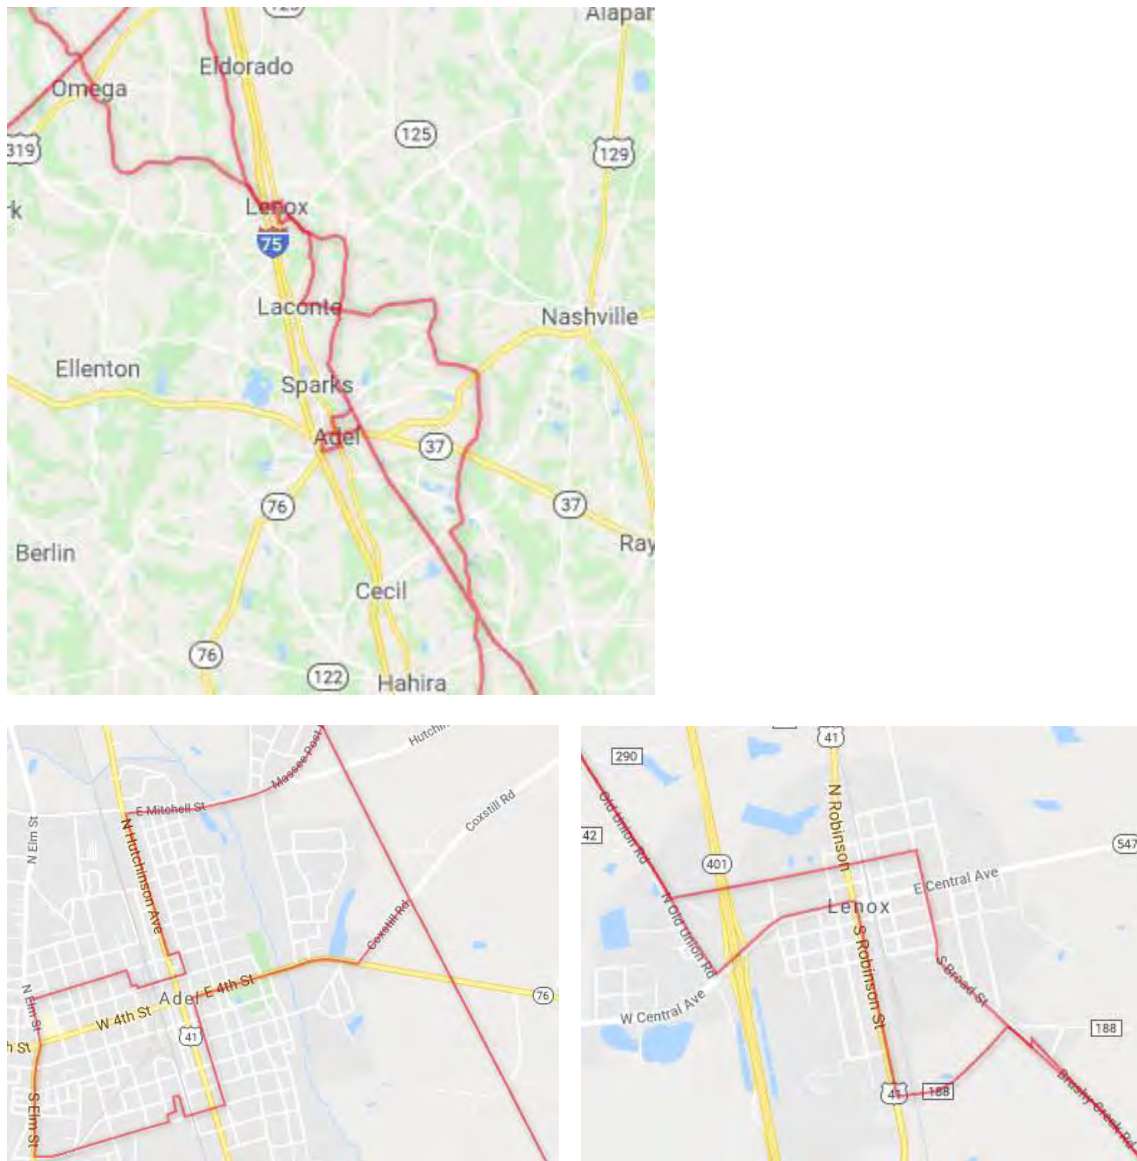 Alapar
Eldorado
Omega
125
319
129
rk
Lenox
75
Laconte
Nashville
Ellenton
Sparks
Adel
37
76
37
Berlin
Ray
Cecil
76
122
Hahira
Hutchin
Massee Post
E Mitchell St
Coxstill Rd
N Elm St
N Hutchinson Ave
Coxstill Rd
N Elm St
Adel
E 4th St
W 4th St
76
41
h St
S Elm St
41
290
Old Union Rd
N Robinson
42
401
547
E Central Ave
N Old Union Rd
Lenox
S Robinson St
S Broad St
W Central Ave
188
41
188
Brushy Creek Rd